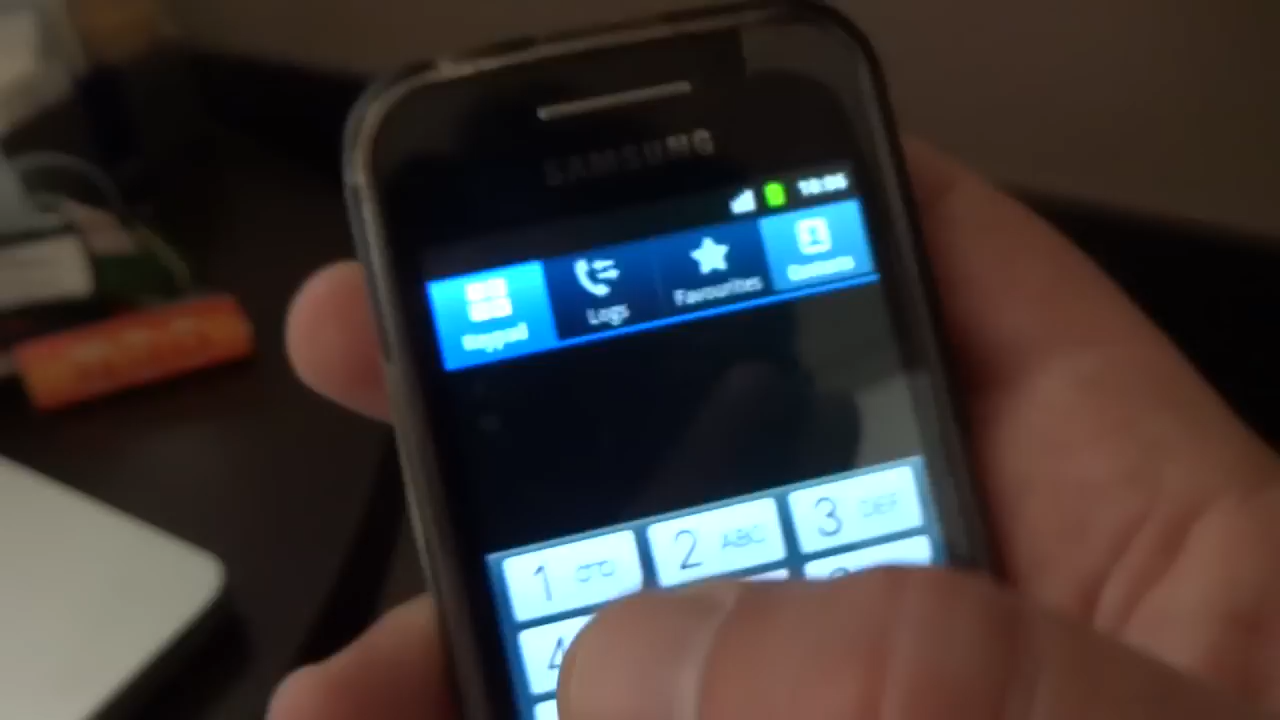 SAMSUNG
Keypad
Logs
Favourites
Contacts
1
2 ABC
3 DEF
4